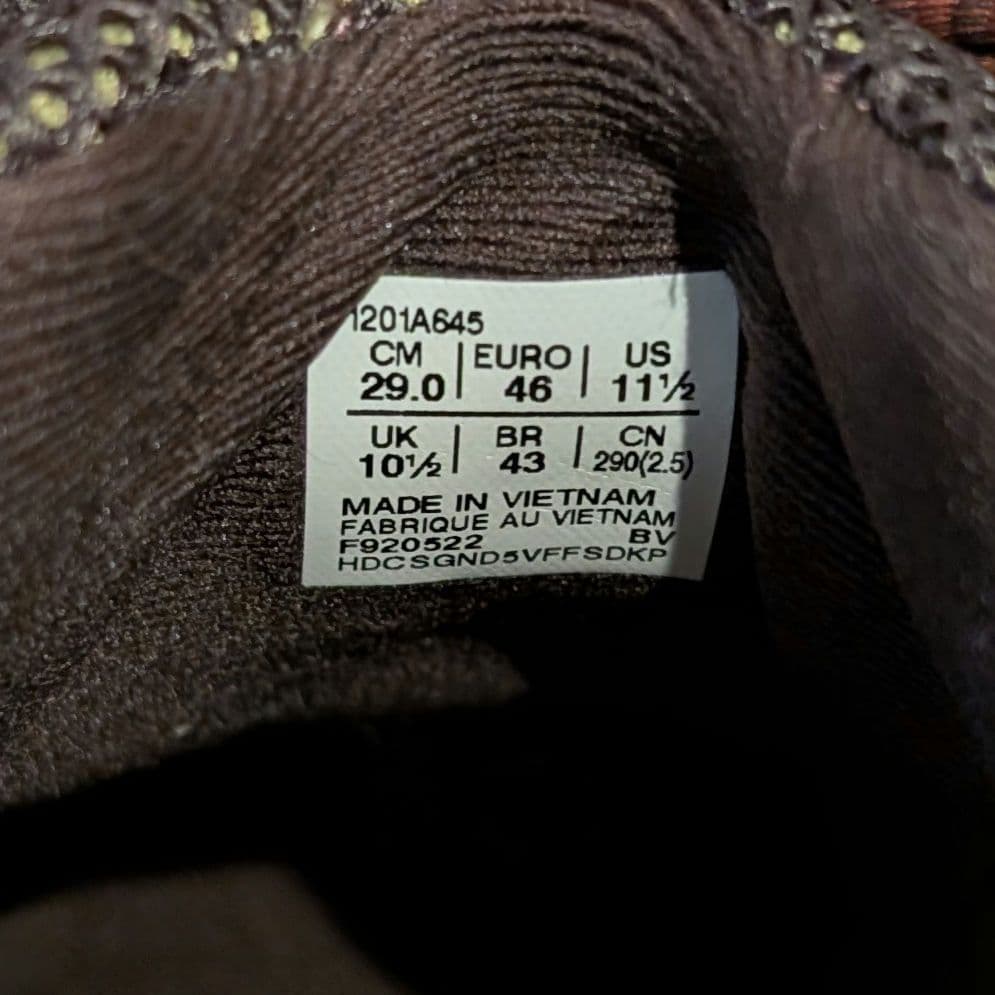 1201A645
CM | EURO | US
29.0 | 46 | 11½
UK | BR | CN
10½ | 43 | 290(2.5)
MADE IN VIETNAM
FABRIQUE AU VIETNAM
F920522 BV
HDCSGND5VFFSDKP